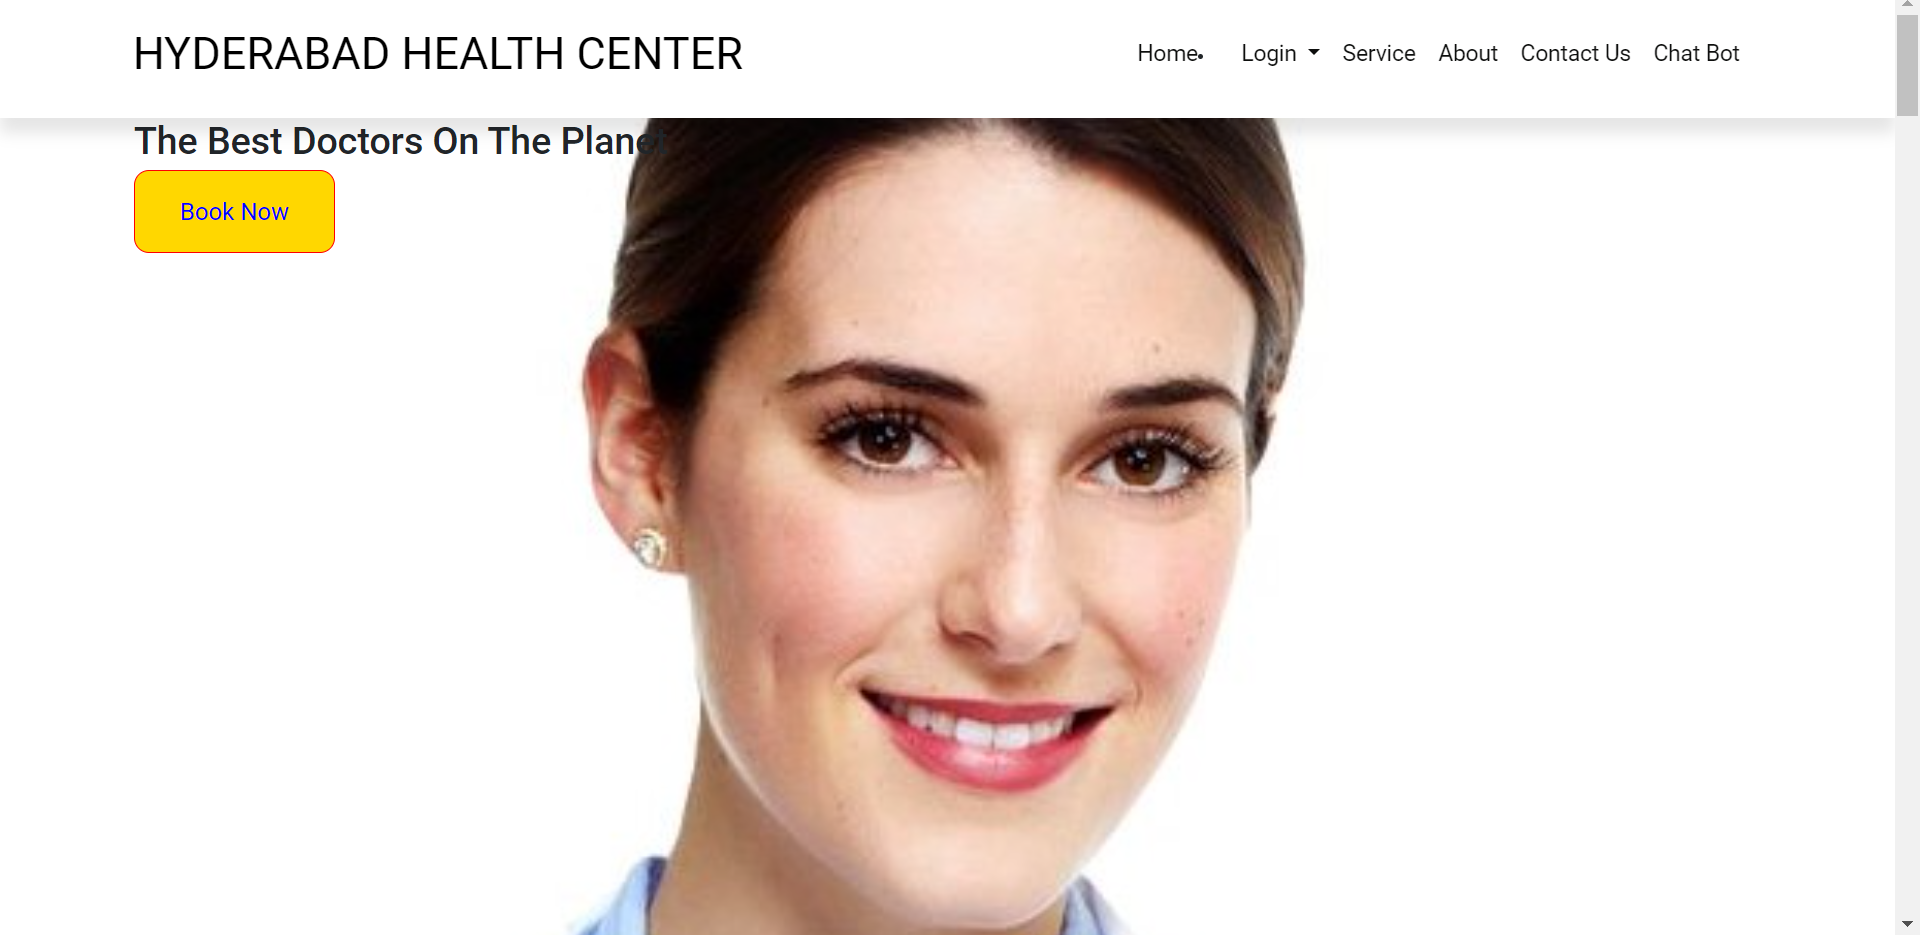 HYDERABAD HEALTH CENTER
Home
Login
Service
About
Contact Us
Chat Bot
The Best Doctors On The Planet
Book Now